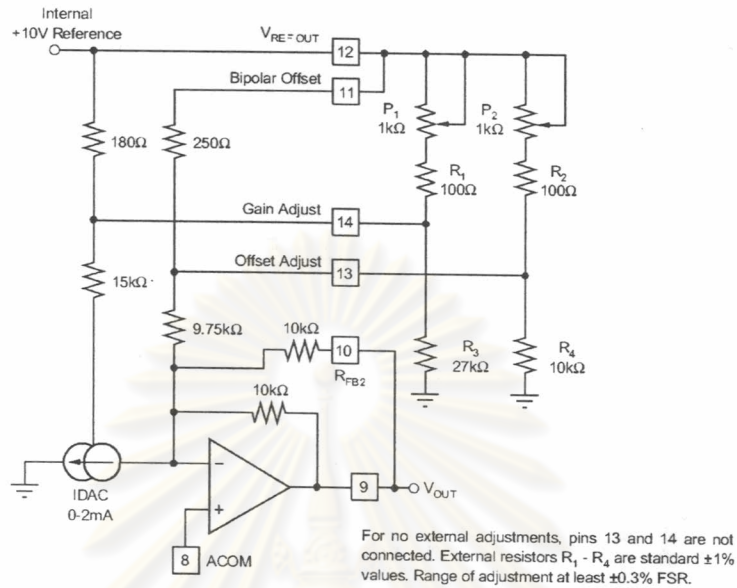 Internal
+10V Reference
VRE=OUT
12
Bipolar Offset
11
P1
1kΩ
P2
1kΩ
180Ω
250Ω
R1
100Ω
R2
100Ω
Gain Adjust
14
Offset Adjust
13
15kΩ
9.75kΩ
10kΩ
10
RFB2
R3
27kΩ
R4
10kΩ
10kΩ
IDAC
0-2mA
−
+
9
VOUT
8
ACOM
For no external adjustments, pins 13 and 14 are not
connected. External resistors R1 - R4 are standard ±1%
values. Range of adjustment at least ±0.3% FSR.